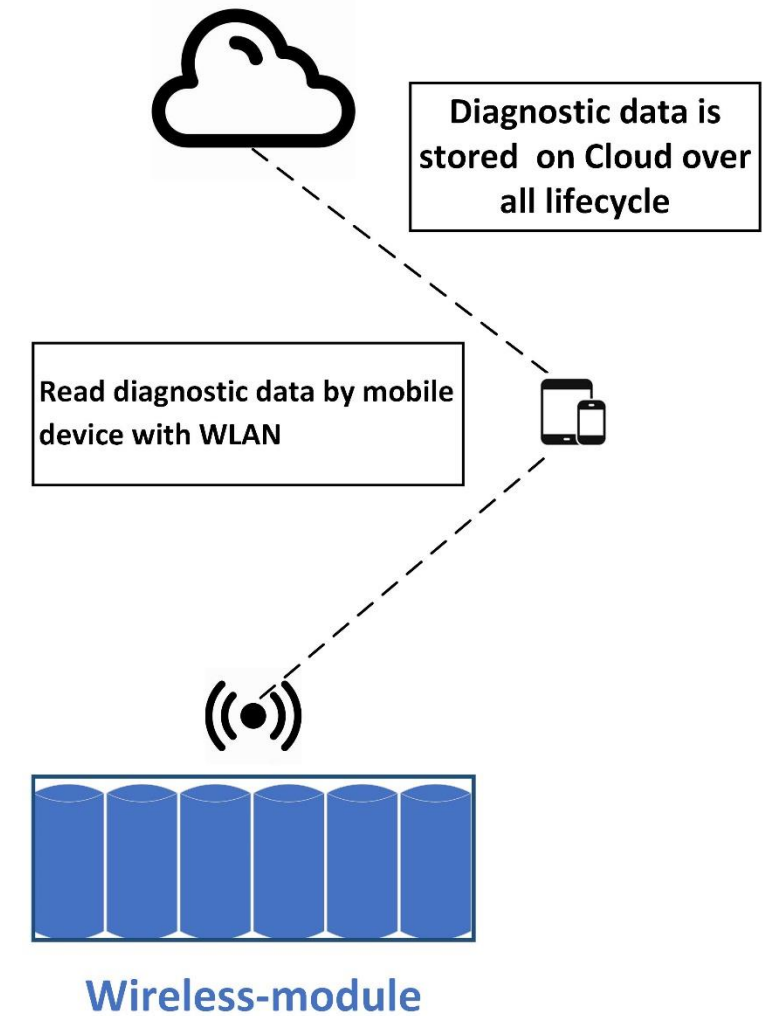 Diagnostic data is
stored on Cloud over
all lifecycle
Read diagnostic data by mobile
device with WLAN
Wireless-module